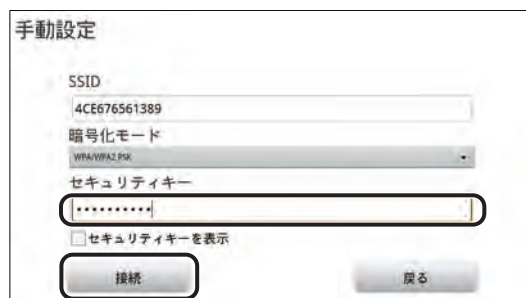 手動設定
SSID
4CE676561389
暗号化モード
WPA/WPA2 PSK
セキュリティキー
••••••••••
セキュリティキーを表示
接続 戻る